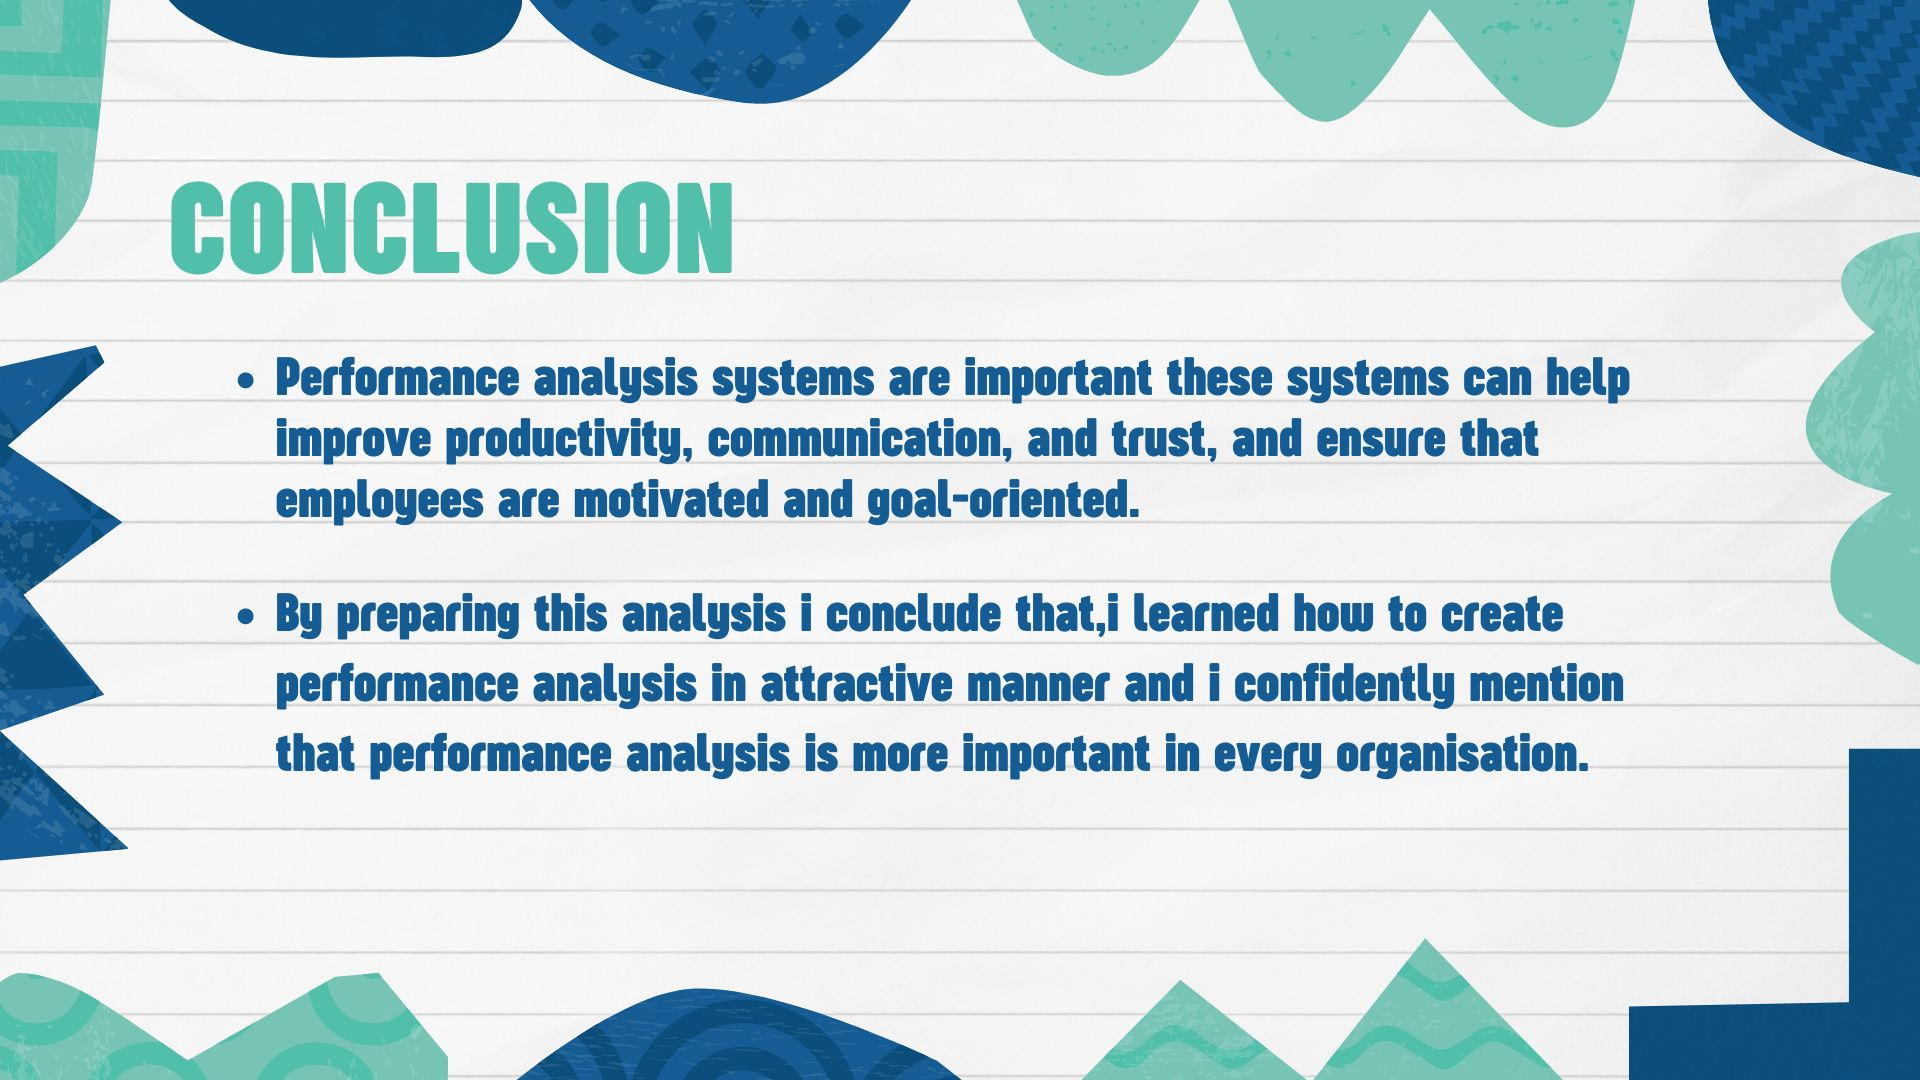 CONCLUSION
• Performance analysis systems are important these systems can help
improve productivity, communication, and trust, and ensure that
employees are motivated and goal-oriented.
• By preparing this analysis i conclude that,i learned how to create
performance analysis in attractive manner and i confidently mention
that performance analysis is more important in every organisation.